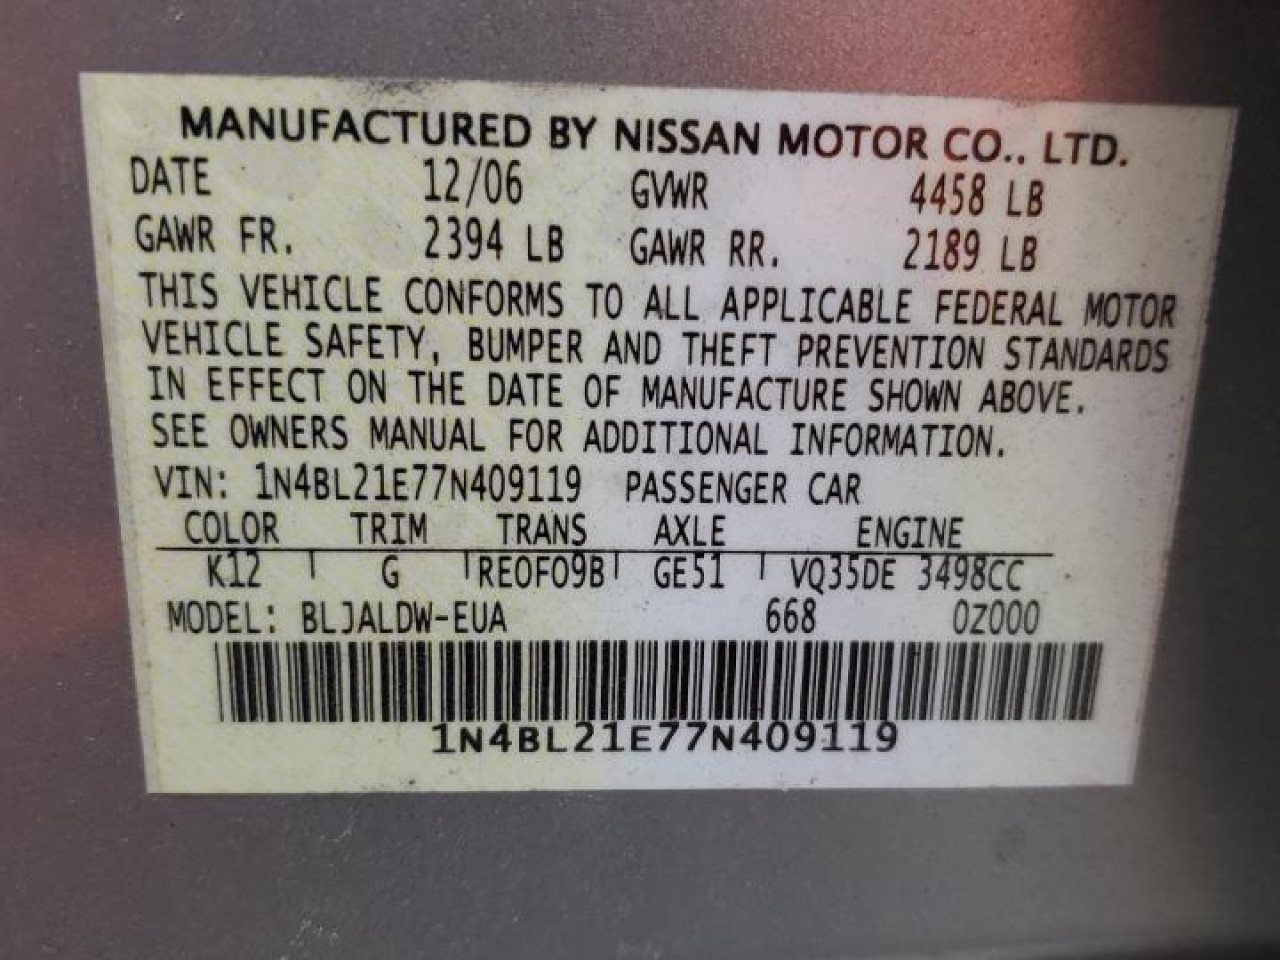 MANUFACTURED BY NISSAN MOTOR CO., LTD.
DATE 12/06 GVWR 4458 LB
GAWR FR. 2394 LB GAWR RR. 2189 LB
THIS VEHICLE CONFORMS TO ALL APPLICABLE FEDERAL MOTOR
VEHICLE SAFETY, BUMPER AND THEFT PREVENTION STANDARDS
IN EFFECT ON THE DATE OF MANUFACTURE SHOWN ABOVE.
SEE OWNERS MANUAL FOR ADDITIONAL INFORMATION.
VIN: 1N4BL21E77N409119 PASSENGER CAR
COLOR TRIM TRANS AXLE ENGINE
K12 G RE0F09B GE51 VQ35DE 3498CC
MODEL: BLJALDW-EUA 668 0Z000
1N4BL21E77N409119